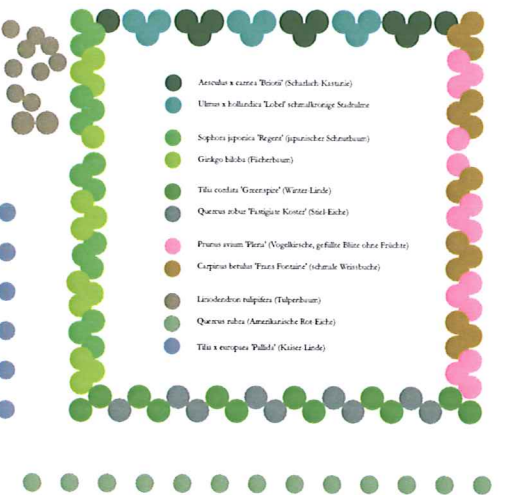 Aesculus x carnea 'Briotii' (Scharlach-Kastanie)
Ulmus x hollandica 'Lobel' schmalkronige Stadtulme
Sophora japonica 'Regent' (japanischer Schnurbaum)
Ginkgo biloba (Fächerbaum)
Tilia cordata 'Greenspire' (Winter-Linde)
Quercus robur 'Fastigiate Koster' (Stiel-Eiche)
Prunus avium 'Plena' (Vogelkirsche, gefüllte Blüte ohne Früchte)
Carpinus betulus 'Frans Fontaine' (schmale Weissbuche)
Liriodendron tulipifera (Tulpenbaum)
Quercus rubra (Amerikanische Rot-Eiche)
Tilia x europaea 'Pallida' (Kaiser Linde)